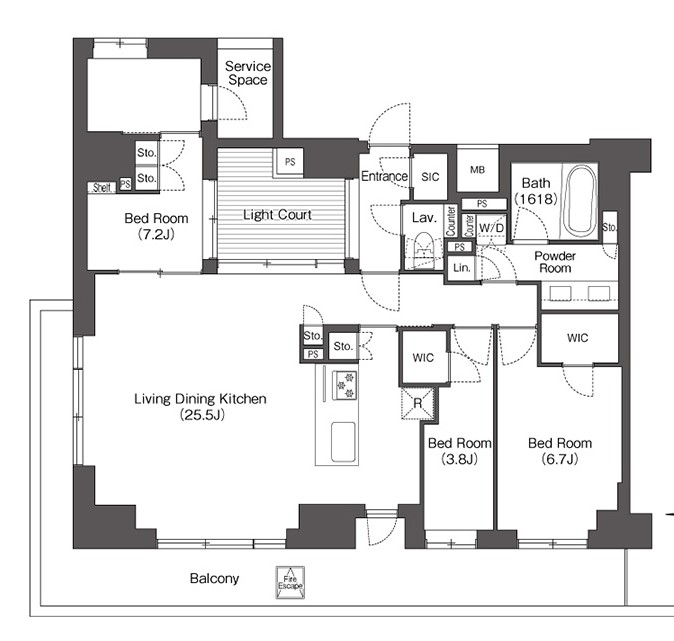 Service
Space
Sto.
Sto.
Shelf
PS
Bed Room
(7.2J)
PS
Light Court
Entrance
SIC
MB
PS
Bath
(1618)
Lav.
Counter
Counter
W/D
Sto.
PS
Lin.
Powder
Room
Sto.
PS
Sto.
WIC
WIC
R
Living Dining Kitchen
(25.5J)
Bed Room
(3.8J)
Bed Room
(6.7J)
Balcony
Fire
Escape